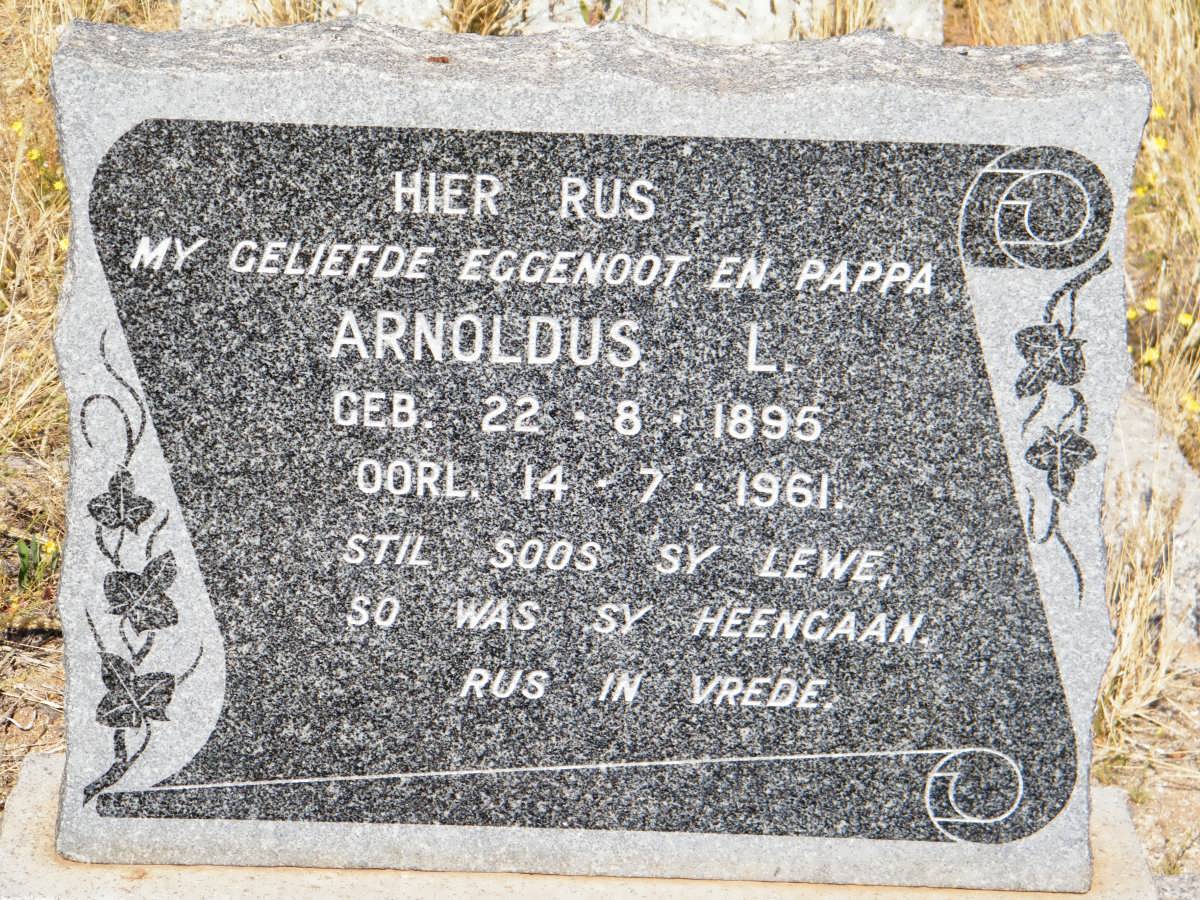 HIER RUS
MY GELIEFDE EGGENOOT EN PAPPA
ARNOLDUS L.
GEB. 22 · 8 · 1895
OORL. 14 · 7 · 1961.
STIL SOOS SY LEWE,
SO WAS SY HEENGAAN.
RUS IN VREDE.